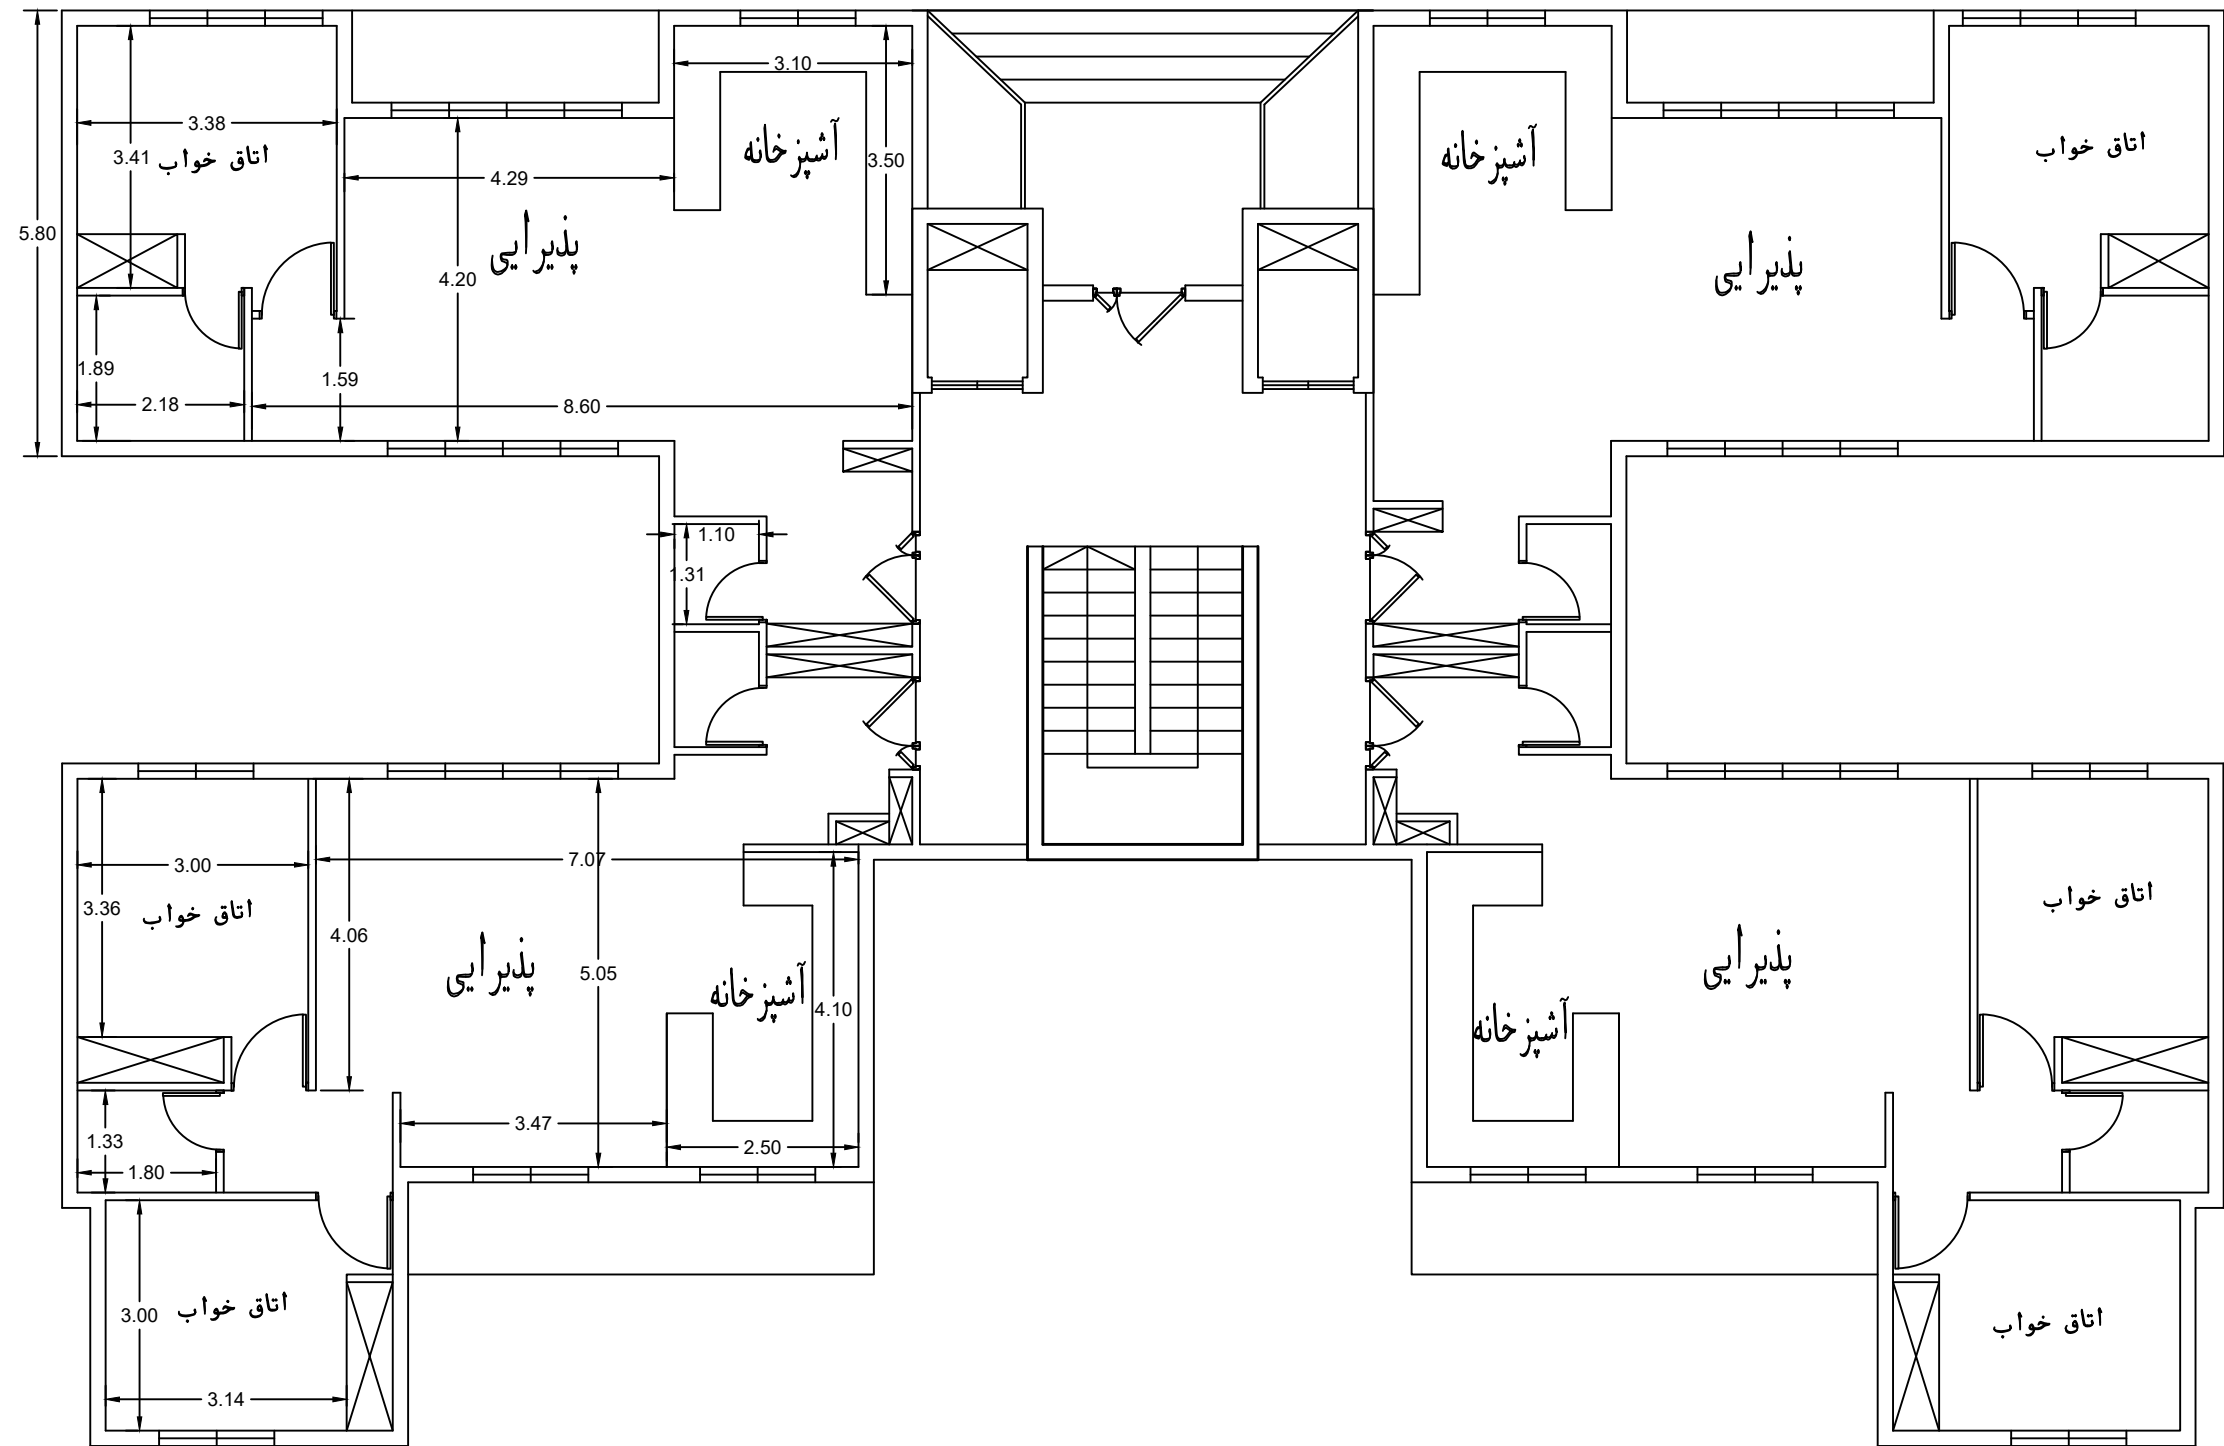 3.10
3.38
3.41
اتاق خواب
آشپزخانه
3.50
آشپزخانه
اتاق خواب
4.29
5.80
پذیرایی
4.20
پذیرایی
1.89
1.59
2.18
8.60
1.10
1.31
3.00
7.07
3.36
اتاق خواب
4.06
پذیرایی
5.05
آشپزخانه
4.10
پذیرایی
آشپزخانه
اتاق خواب
3.47
1.33
2.50
1.80
3.00
اتاق خواب
اتاق خواب
3.14